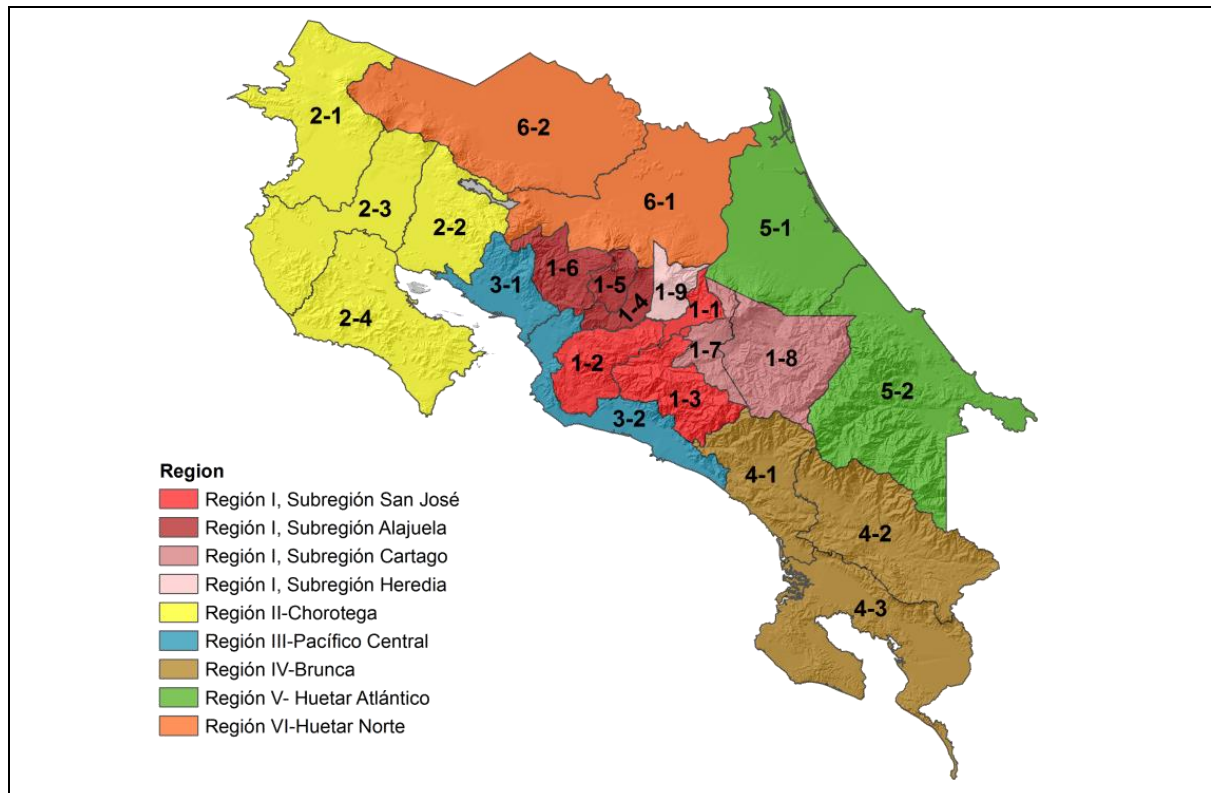 2-1
6-2
2-3
2-2
6-1
5-1
1-6
1-5
1-9
3-1
1-4
1-1
2-4
1-7
1-8
1-2
5-2
1-3
3-2
4-1
4-2
4-3
Region
Región I, Subregión San José
Región I, Subregión Alajuela
Región I, Subregión Cartago
Región I, Subregión Heredia
Región II-Chorotega
Región III-Pacífico Central
Región IV-Brunca
Región V- Huetar Atlántico
Región VI-Huetar Norte